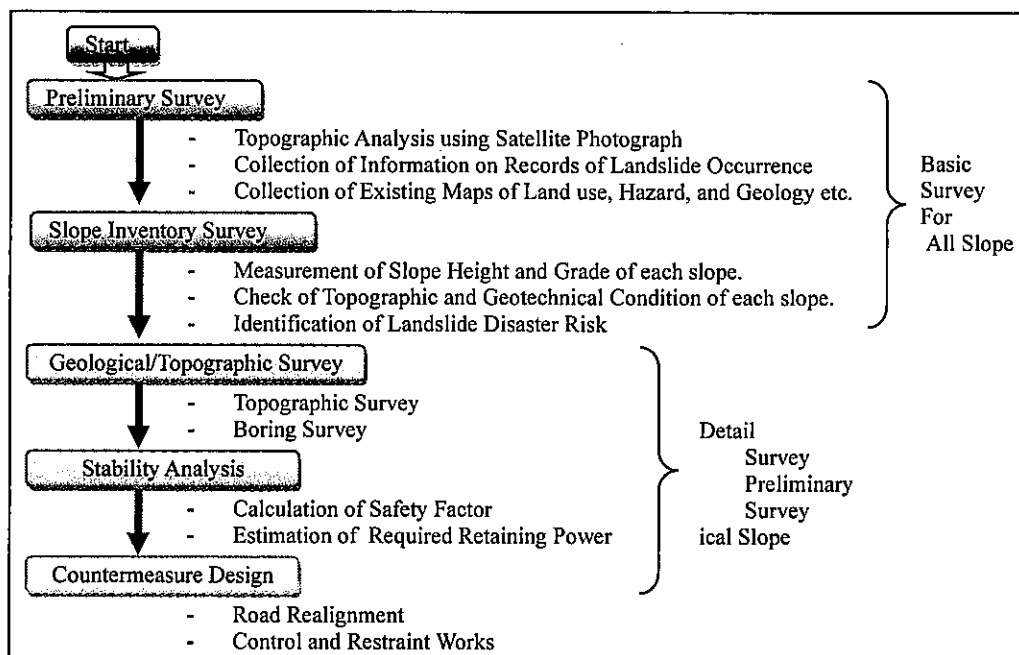 Start
Preliminary Survey
- Topographic Analysis using Satellite Photograph
- Collection of Information on Records of Landslide Occurrence
- Collection of Existing Maps of Land use, Hazard, and Geology etc.
Slope Inventory Survey
- Measurement of Slope Height and Grade of each slope.
- Check of Topographic and Geotechnical Condition of each slope.
- Identification of Landslide Disaster Risk
Basic
Survey
For
All Slope
Geological/Topographic Survey
- Topographic Survey
- Boring Survey
Stability Analysis
- Calculation of Safety Factor
- Estimation of Required Retaining Power
Countermeasure Design
- Road Realignment
- Control and Restraint Works
Detail
Survey
Preliminary
Survey
ical Slope